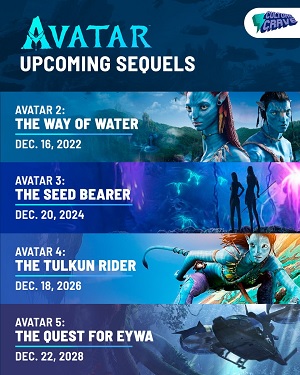 CULTURE
CRAVE
AVATAR
UPCOMING SEQUELS
AVATAR 2:
THE WAY OF WATER
DEC. 16, 2022
AVATAR 3:
THE SEED BEARER
DEC. 20, 2024
AVATAR 4:
THE TULKUN RIDER
DEC. 18, 2026
AVATAR 5:
THE QUEST FOR EYWA
DEC. 22, 2028